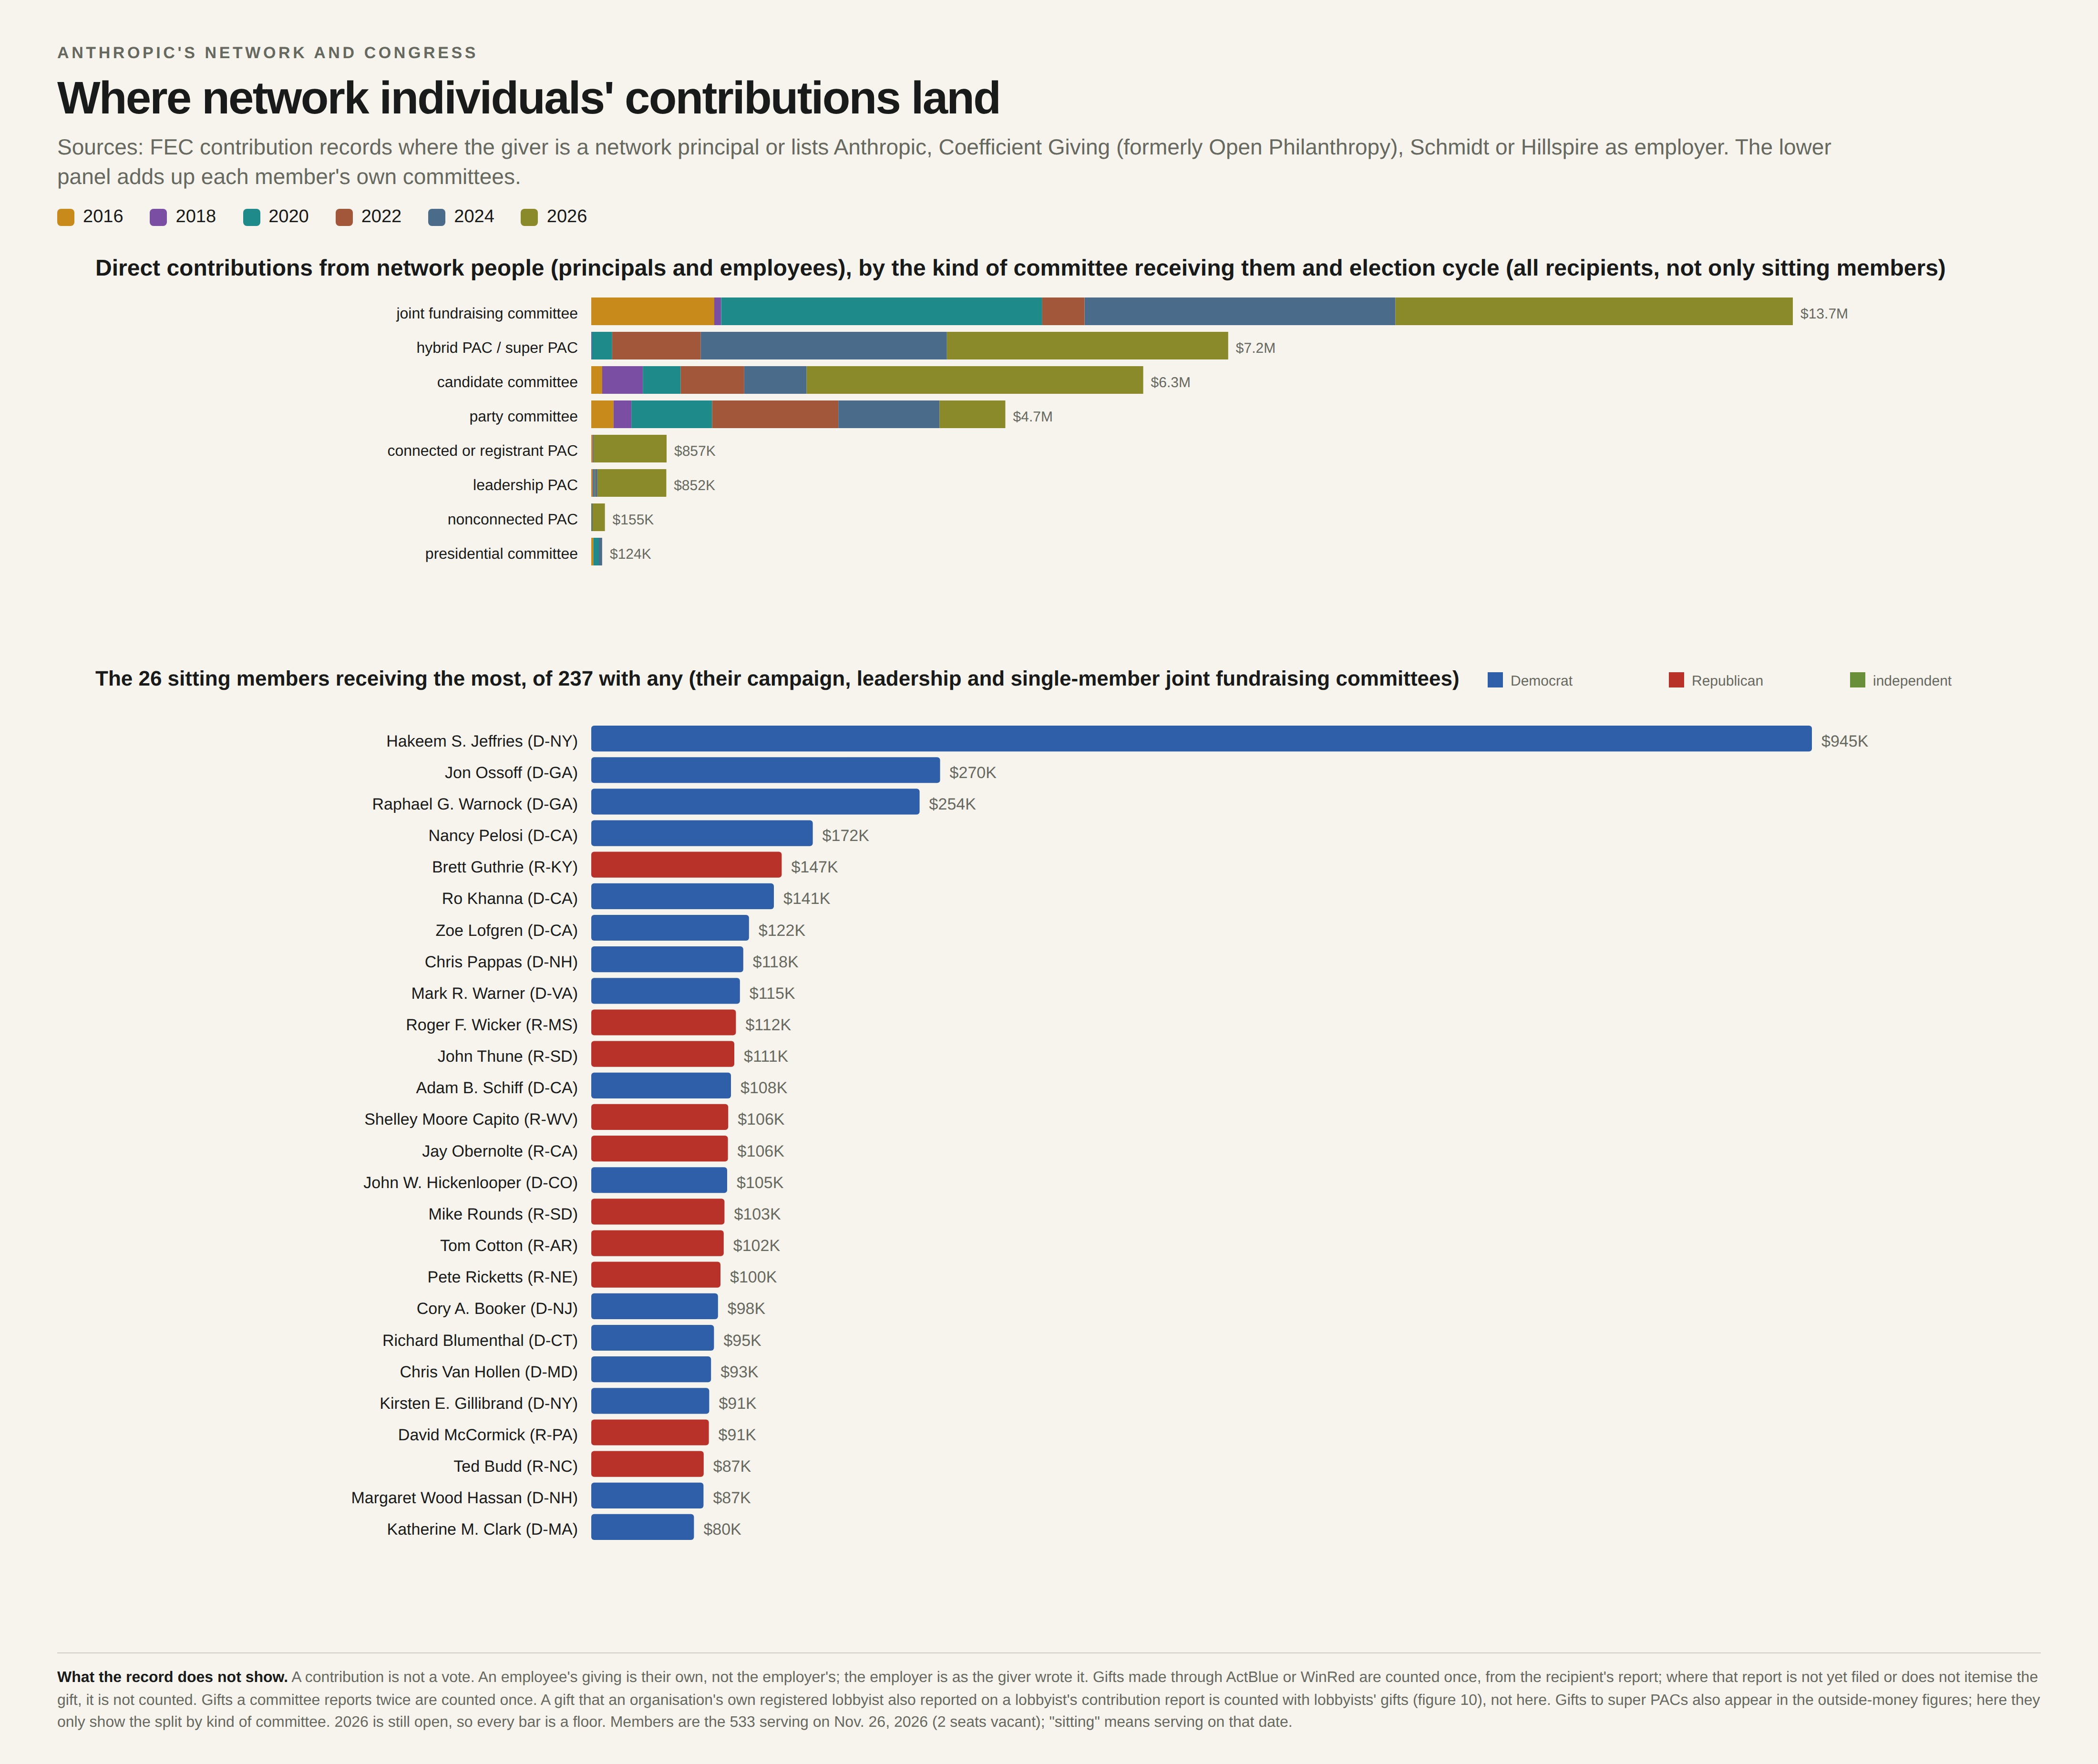 ANTHROPIC'S NETWORK AND CONGRESS
Where network individuals' contributions land
Sources: FEC contribution records where the giver is a network principal or lists Anthropic, Coefficient Giving (formerly Open Philanthropy), Schmidt or Hillspire as employer. The lower
panel adds up each member's own committees.
2016 2018 2020 2022 2024 2026
Direct contributions from network people (principals and employees), by the kind of committee receiving them and election cycle (all recipients, not only sitting members)
joint fundraising committee $13.7M
hybrid PAC / super PAC $7.2M
candidate committee $6.3M
party committee $4.7M
connected or registrant PAC $857K
leadership PAC $852K
nonconnected PAC $155K
presidential committee $124K
The 26 sitting members receiving the most, of 237 with any (their campaign, leadership and single-member joint fundraising committees) Democrat Republican independent
Hakeem S. Jeffries (D-NY) $945K
Jon Ossoff (D-GA) $270K
Raphael G. Warnock (D-GA) $254K
Nancy Pelosi (D-CA) $172K
Brett Guthrie (R-KY) $147K
Ro Khanna (D-CA) $141K
Zoe Lofgren (D-CA) $122K
Chris Pappas (D-NH) $118K
Mark R. Warner (D-VA) $115K
Roger F. Wicker (R-MS) $112K
John Thune (R-SD) $111K
Adam B. Schiff (D-CA) $108K
Shelley Moore Capito (R-WV) $106K
Jay Obernolte (R-CA) $106K
John W. Hickenlooper (D-CO) $105K
Mike Rounds (R-SD) $103K
Tom Cotton (R-AR) $102K
Pete Ricketts (R-NE) $100K
Cory A. Booker (D-NJ) $98K
Richard Blumenthal (D-CT) $95K
Chris Van Hollen (D-MD) $93K
Kirsten E. Gillibrand (D-NY) $91K
David McCormick (R-PA) $91K
Ted Budd (R-NC) $87K
Margaret Wood Hassan (D-NH) $87K
Katherine M. Clark (D-MA) $80K
What the record does not show. A contribution is not a vote. An employee's giving is their own, not the employer's; the employer is as the giver wrote it. Gifts made through ActBlue or WinRed are counted once, from the recipient's report; where that report is not yet filed or does not itemise the
gift, it is not counted. Gifts a committee reports twice are counted once. A gift that an organisation's own registered lobbyist also reported on a lobbyist's contribution report is counted with lobbyists' gifts (figure 10), not here. Gifts to super PACs also appear in the outside-money figures; here they
only show the split by kind of committee. 2026 is still open, so every bar is a floor. Members are the 533 serving on Nov. 26, 2026 (2 seats vacant); "sitting" means serving on that date.